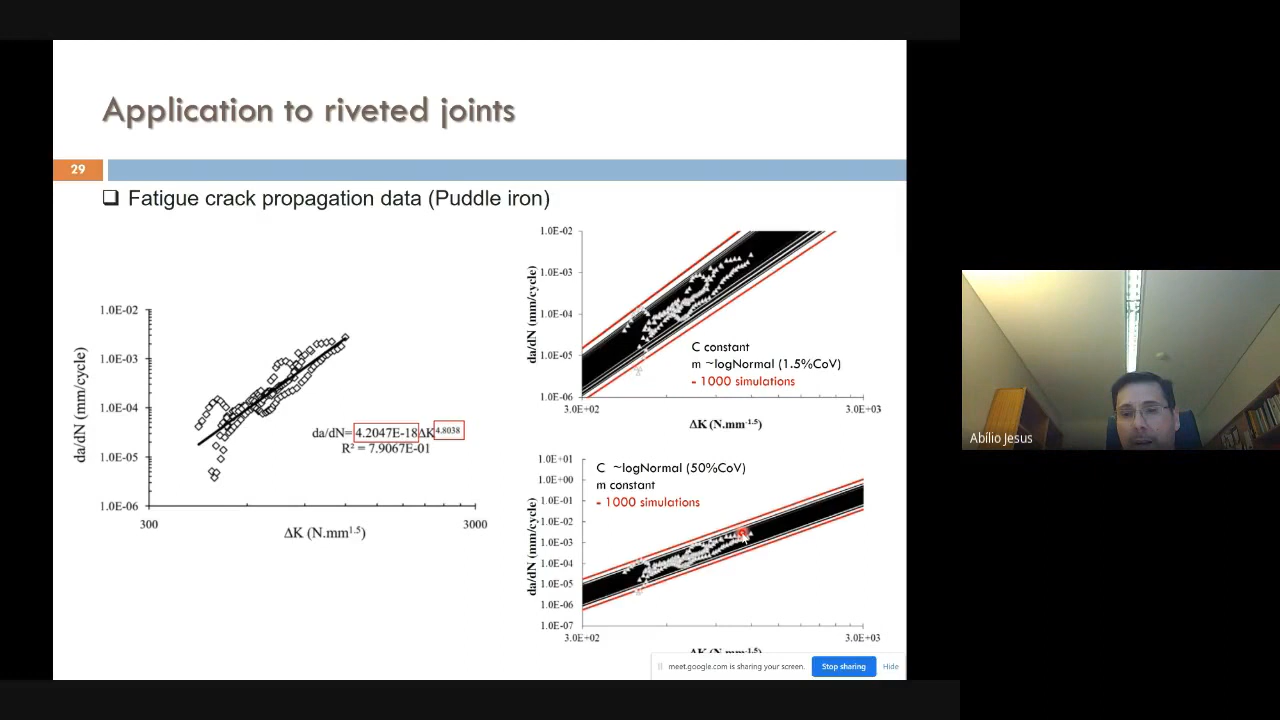 Application to riveted joints
29
❑ Fatigue crack propagation data (Puddle iron)
1.0E-02
1.0E-03
1.0E-04
1.0E-05
1.0E-06
da/dN (mm/cycle)
da/dN= 4.2047E-18ΔK^4.8038
R² = 7.9067E-01
300
3000
ΔK (N.mm^1.5)
1.0E-02
1.0E-03
1.0E-04
1.0E-05
1.0E-06
da/dN (mm/cycle)
C constant
m ~logNormal (1.5%CoV)
- 1000 simulations
3.0E+02
3.0E+03
ΔK (N.mm^-1.5)
1.0E+01
1.0E+00
1.0E-01
1.0E-02
1.0E-03
1.0E-04
1.0E-05
1.0E-06
1.0E-07
da/dN (mm/cycle)
C ~logNormal (50%CoV)
m constant
- 1000 simulations
3.0E+02
3.0E+03
ΔK (N.mm^-1.5)
meet.google.com is sharing your screen.
Stop sharing
Hide
Abílio Jesus